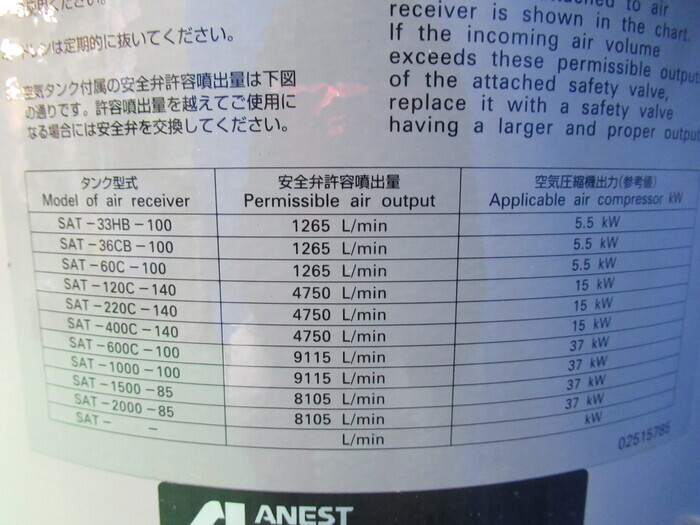 ください。
ドレンは定期的に抜いてください。
空気タンク付属の安全弁許容噴出量は下図
の通りです。許容噴出量を越えてご使用に
なる場合には安全弁を交換してください。
to air
receiver is shown in the chart.
If the incoming air volume
exceeds these permissible output
of the attached safety valve,
replace it with a safety valve
having a larger and proper output
タンク型式 安全弁許容噴出量 空気圧縮機出力(参考値)
Model of air receiver Permissible air output Applicable air compressor kW
SAT-33HB-100 1265 L/min 5.5 kW
SAT-36CB-100 1265 L/min 5.5 kW
SAT-60C-100 1265 L/min 5.5 kW
SAT-120C-140 4750 L/min 15 kW
SAT-220C-140 4750 L/min 15 kW
SAT-400C-140 4750 L/min 15 kW
SAT-600C-100 9115 L/min 37 kW
SAT-1000-100 9115 L/min 37 kW
SAT-1500-85 8105 L/min 37 kW
SAT-2000-85 8105 L/min 37 kW
SAT- - L/min kW
02515785
ANEST